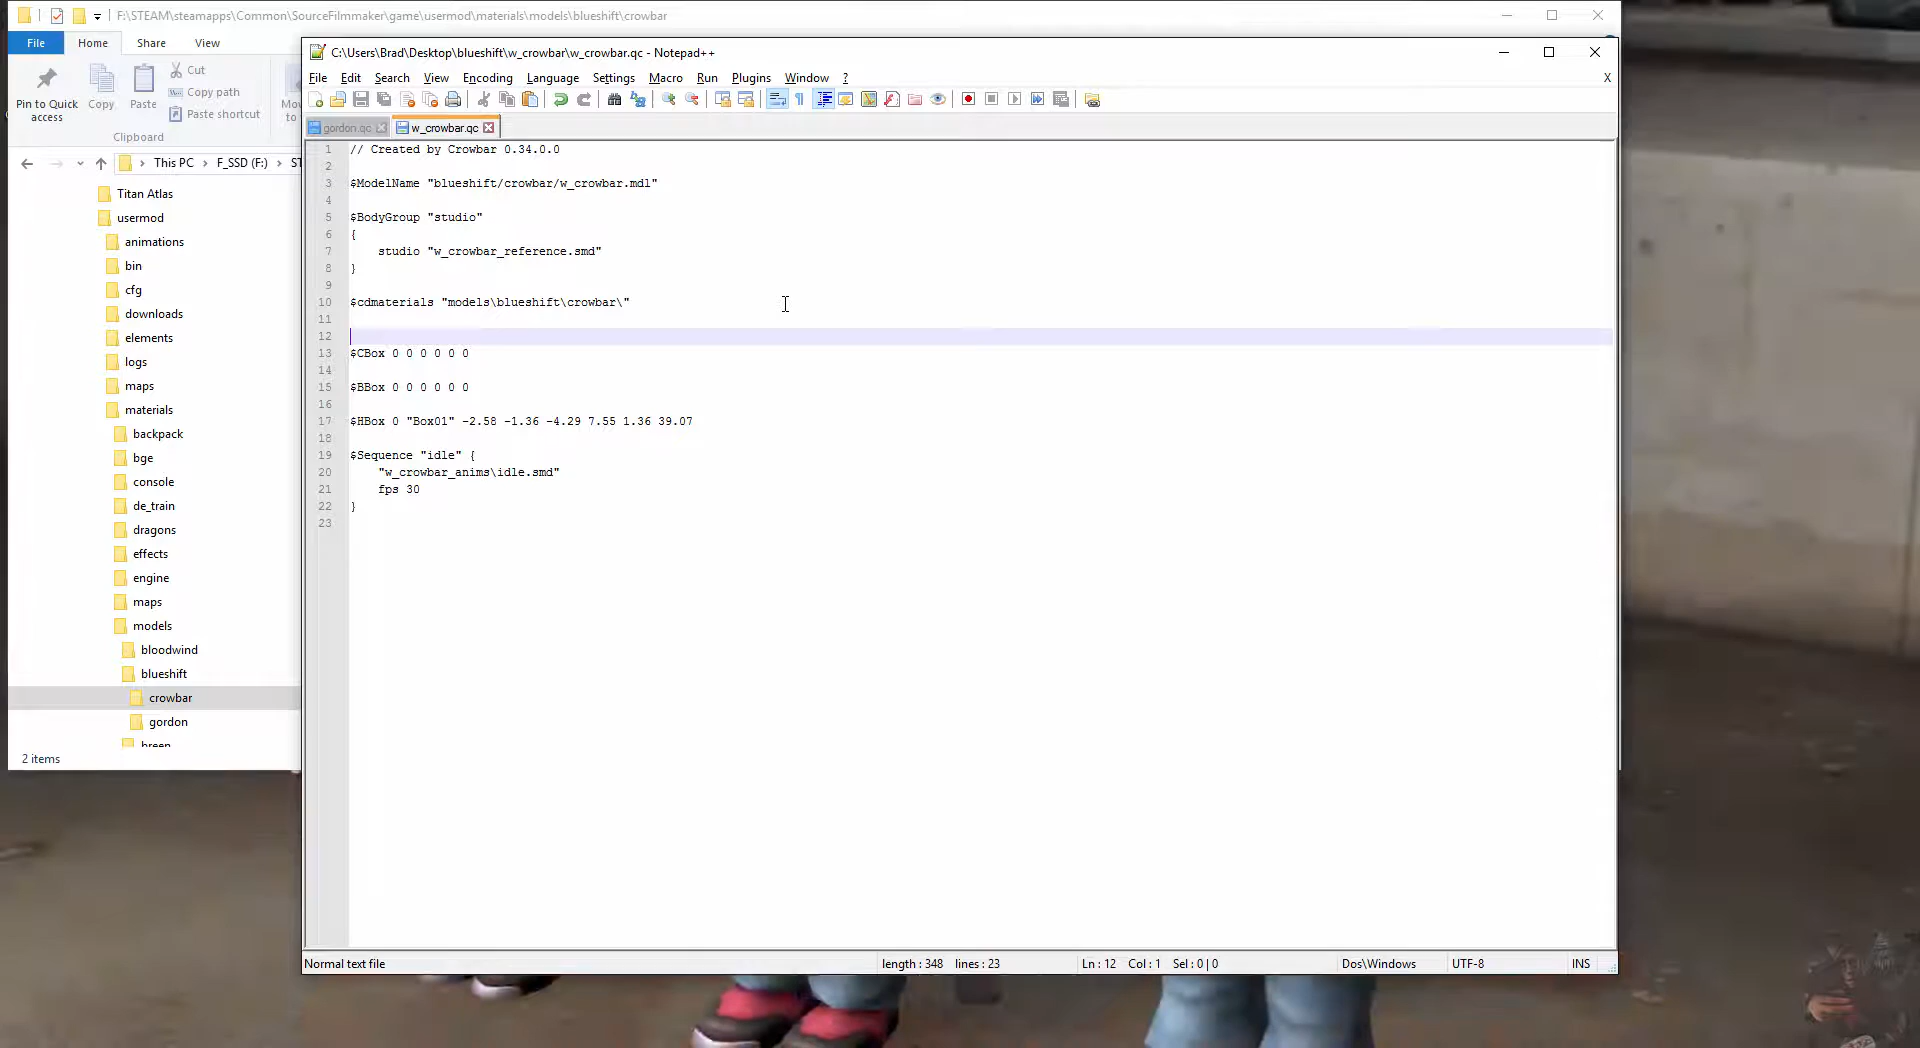 F:\STEAM\steamapps\Common\SourceFilmmaker\game\usermod\materials\models\blueshift\crowbar
File Home Share View
Pin to Quick access
Copy
Paste
Cut
Copy path
Paste shortcut
Mov
to
Clipboard
This PC > F_SSD (F:) > ST
Titan Atlas
usermod
animations
bin
cfg
downloads
elements
logs
maps
materials
backpack
bge
console
de_train
dragons
effects
engine
maps
models
bloodwind
blueshift
crowbar
gordon
breen
2 items
C:\Users\Brad\Desktop\blueshift\w_crowbar\w_crowbar.qc - Notepad++
File Edit Search View Encoding Language Settings Macro Run Plugins Window ? X
gordon.qc w_crowbar.qc
1 // Created by Crowbar 0.34.0.0
2
3 $ModelName "blueshift/crowbar/w_crowbar.mdl"
4
5 $BodyGroup "studio"
6 {
7 studio "w_crowbar_reference.smd"
8 }
9
10 $cdmaterials "models\blueshift\crowbar\"
11
12
13 $CBox 0 0 0 0 0 0
14
15 $BBox 0 0 0 0 0 0
16
17 $HBox 0 "Box01" -2.58 -1.36 -4.29 7.55 1.36 39.07
18
19 $Sequence "idle" {
20 "w_crowbar_anims\idle.smd"
21 fps 30
22 }
23
Normal text file length : 348 lines : 23 Ln : 12 Col : 1 Sel : 0 | 0 Dos\Windows UTF-8 INS